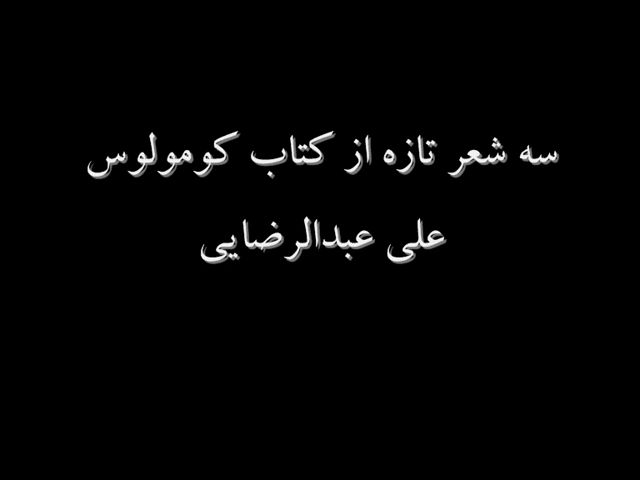 سه شعر تازه از کتاب کومولوس
علی عبدالرضایی